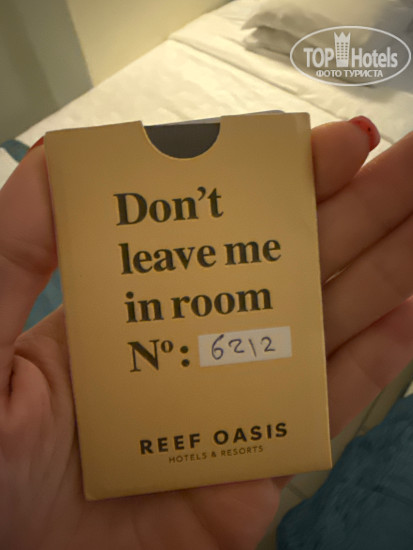 TOP Hotels
ФОТО ТУРИСТА
Don't
leave me
in room
Nº: 6212
REEF OASIS
HOTELS & RESORTS